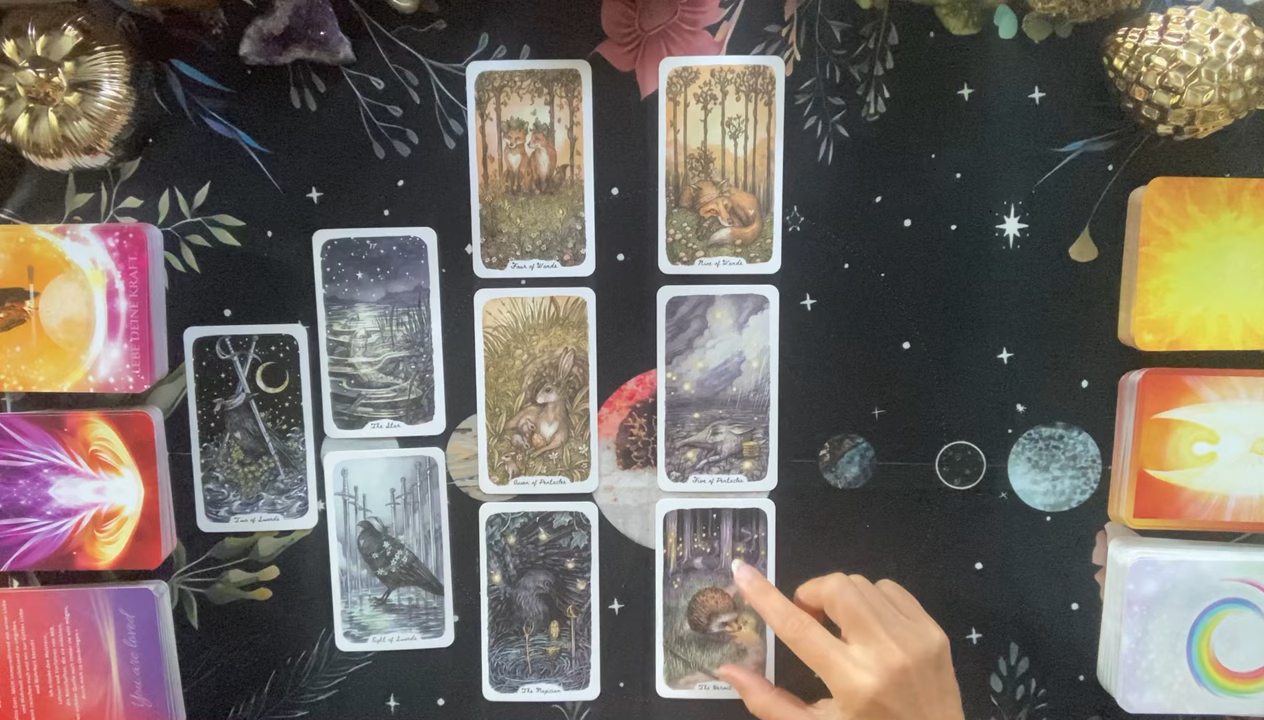 Four of Wands
Nine of Wands
LEBE DEINE KRAFT
The Star
Two of Swords
Queen of Pentacles
Five of Pentacles
Eight of Swords
You are loved
The Magician
The Hermit